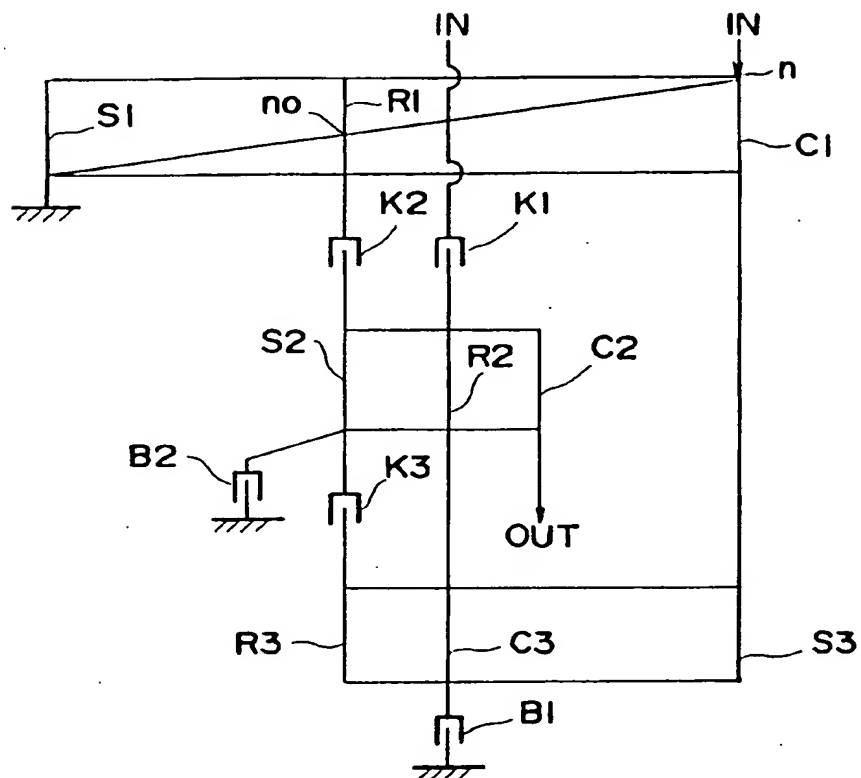 IN IN
n
S1 no R1
C1
K2 K1
S2 R2 C2
B2 K3
OUT
R3 C3 S3
B1